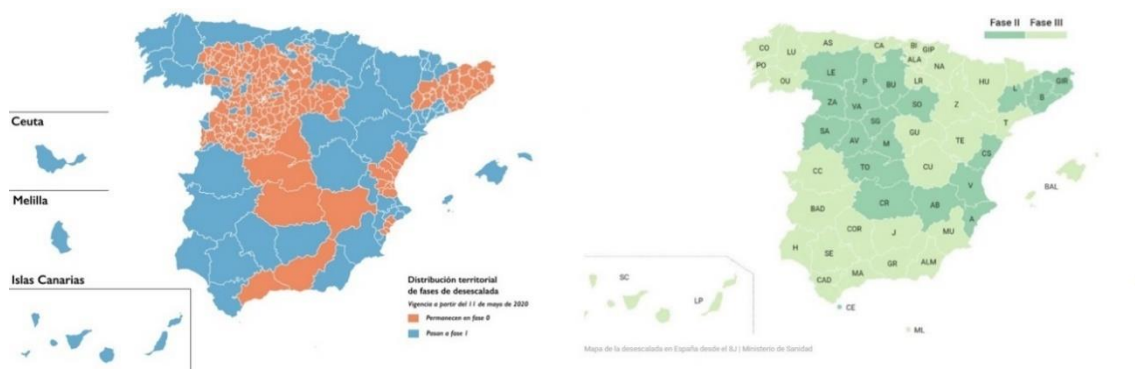 Ceuta
Melilla
Islas Canarias
Distribución territorial
de fases de desescalada
Vigencia a partir del 11 de mayo de 2020
Permanecen en fase 0
Pasan a fase 1
Fase II Fase III
CO
LU
AS
CA
BI
GIP
PO
OU
LE
P
BU
ALA
NA
LR
HU
L
GIR
B
ZA
VA
SO
Z
T
SG
SA
AV
M
GU
TE
CS
TO
CU
CC
V
BAL
CR
AB
BAD
A
COR
J
MU
H
SE
GR
ALM
MA
CAD
CE
ML
SC
LP
Mapa de la desescalada en España desde el 8J | Ministerio de Sanidad